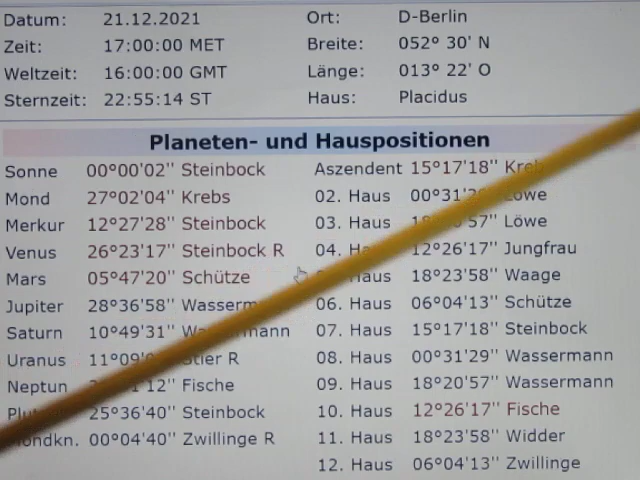 Datum: 21.12.2021 Ort: D-Berlin
Zeit: 17:00:00 MET Breite: 052° 30' N
Weltzeit: 16:00:00 GMT Länge: 013° 22' O
Sternzeit: 22:55:14 ST Haus: Placidus
Planeten- und Hauspositionen
Sonne 00°00'02'' Steinbock Aszendent 15°17'18''
Mond 27°02'04'' Krebs 02. Haus Löwe
Merkur 12°27'28'' Steinbock 03. Haus Löwe
Venus 26°23'17'' Steinbock R 04. 12°26'17'' Jungfrau
Mars 05°47'20'' Schütze Haus 18°23'58'' Waage
Jupiter 28°36'58'' 06. Haus 06°04'13'' Schütze
Saturn 10°49'31'' 07. Haus 15°17'18'' Steinbock
Uranus Stier R 08. Haus 00°31'29'' Wassermann
Neptun Fische 09. Haus 18°20'57'' Wassermann
25°36'40'' Steinbock 10. Haus 12°26'17'' Fische
00°04'40'' Zwillinge R 11. Haus 18°23'58'' Widder
12. Haus 06°04'13'' Zwillinge